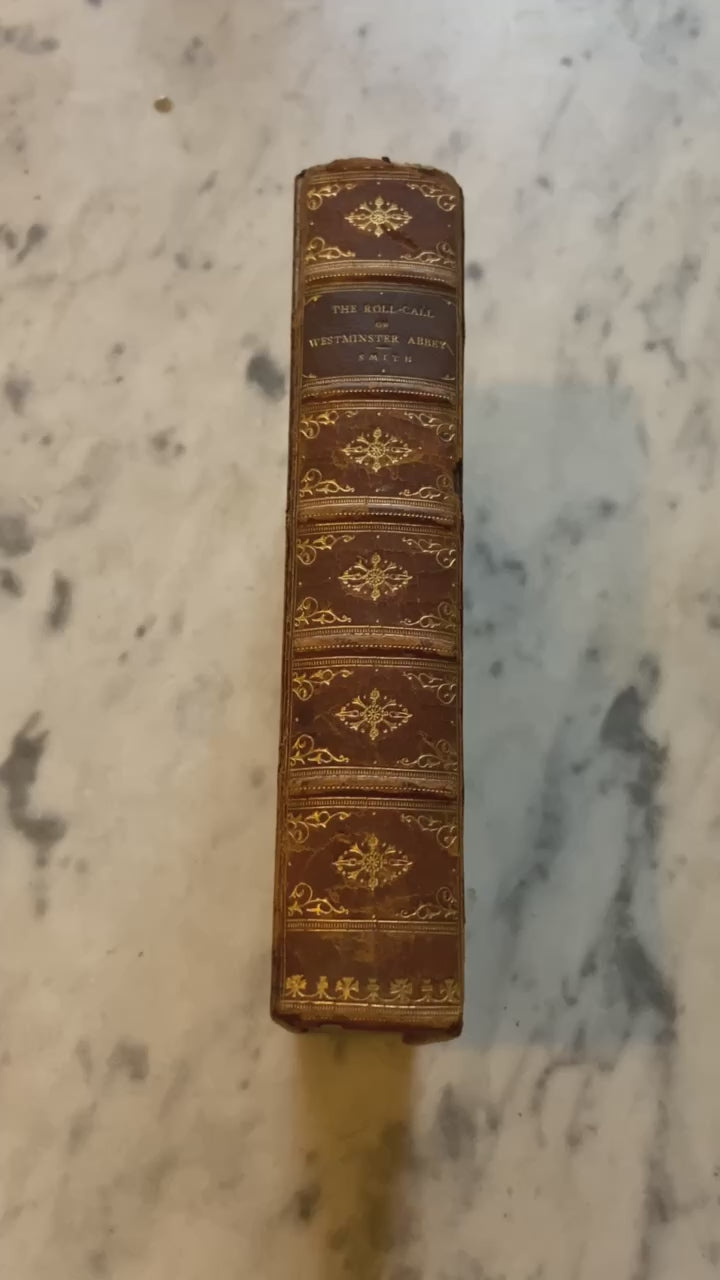 THE ROLL-CALL
OF
WESTMINSTER ABBEY
SMITH